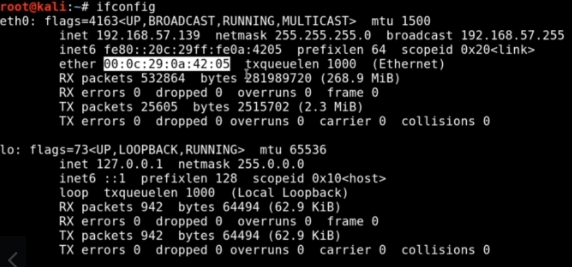 root@kali:~# ifconfig
eth0: flags=4163<UP,BROADCAST,RUNNING,MULTICAST>  mtu 1500
        inet 192.168.57.139  netmask 255.255.255.0  broadcast 192.168.57.255
        inet6 fe80::20c:29ff:fe0a:4205  prefixlen 64  scopeid 0x20<link>
        ether 00:0c:29:0a:42:05  txqueuelen 1000  (Ethernet)
        RX packets 532864  bytes 281989720 (268.9 MiB)
        RX errors 0  dropped 0  overruns 0  frame 0
        TX packets 25605  bytes 2515702 (2.3 MiB)
        TX errors 0  dropped 0 overruns 0  carrier 0  collisions 0

lo: flags=73<UP,LOOPBACK,RUNNING>  mtu 65536
        inet 127.0.0.1  netmask 255.0.0.0
        inet6 ::1  prefixlen 128  scopeid 0x10<host>
        loop  txqueuelen 1000  (Local Loopback)
        RX packets 942  bytes 64494 (62.9 KiB)
        RX errors 0  dropped 0  overruns 0  frame 0
        TX packets 942  bytes 64494 (62.9 KiB)
        TX errors 0  dropped 0 overruns 0  carrier 0  collisions 0